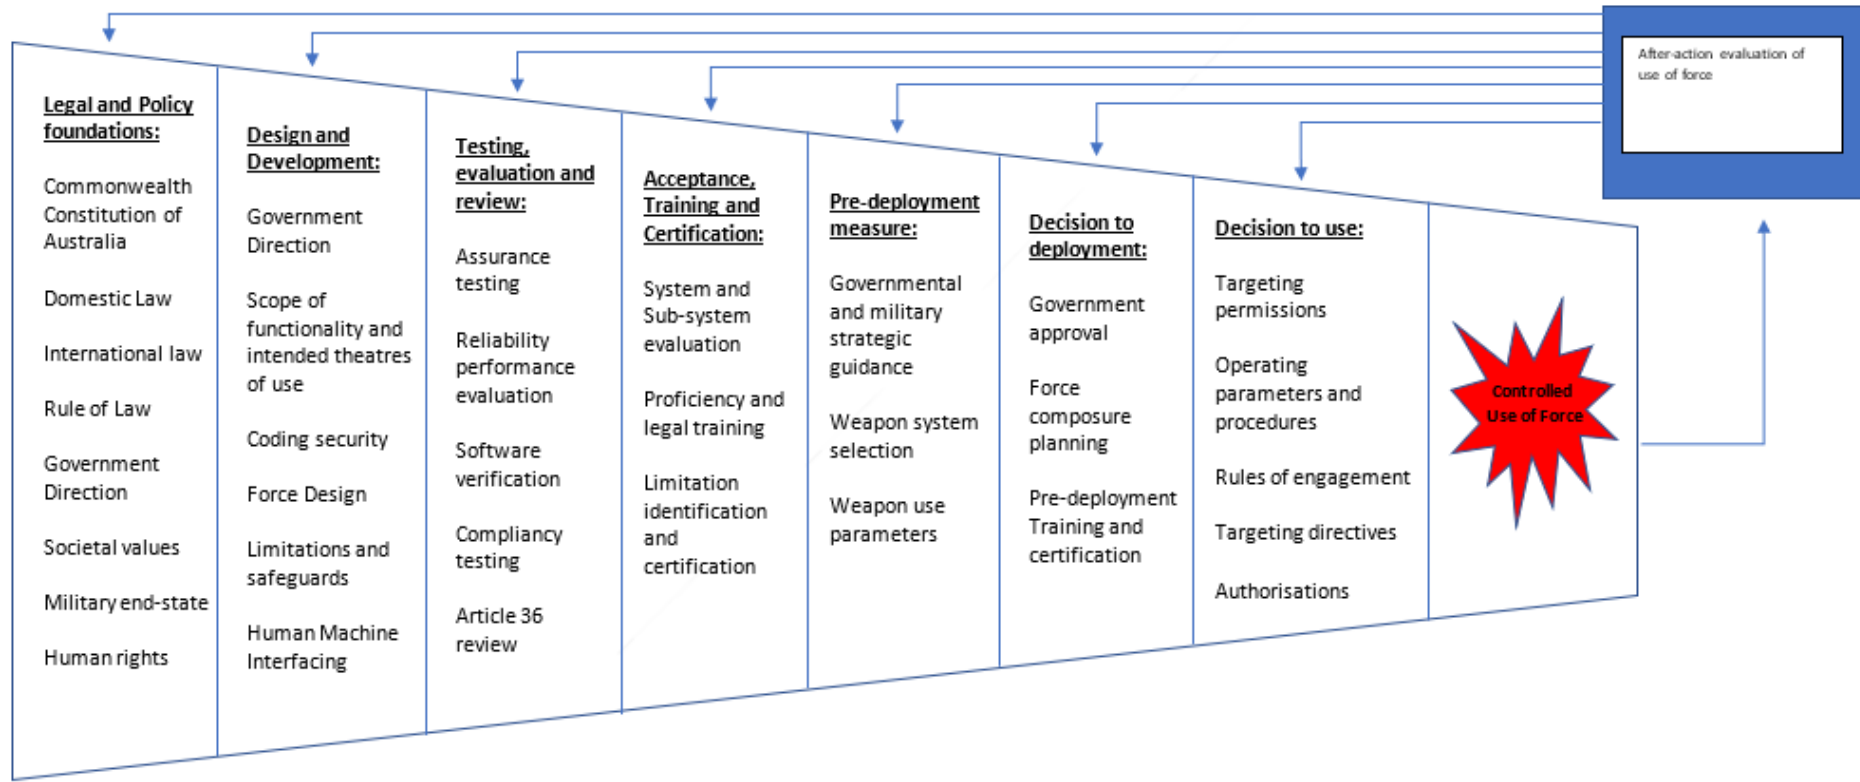 After-action evaluation of
use of force
Legal and Policy
foundations:
Commonwealth
Constitution of
Australia
Domestic Law
International law
Rule of Law
Government
Direction
Societal values
Military end-state
Human rights
Design and
Development:
Government
Direction
Scope of
functionality and
intended theatres
of use
Coding security
Force Design
Limitations and
safeguards
Human Machine
Interfacing
Testing,
evaluation and
review:
Assurance
testing
Reliability
performance
evaluation
Software
verification
Compliancy
testing
Article 36
review
Acceptance,
Training and
Certification:
System and
Sub-system
evaluation
Proficiency and
legal training
Limitation
identification
and
certification
Pre-deployment
measure:
Governmental
and military
strategic
guidance
Weapon system
selection
Weapon use
parameters
Decision to
deployment:
Government
approval
Force
composure
planning
Pre-deployment
Training and
certification
Decision to use:
Targeting
permissions
Operating
parameters and
procedures
Rules of engagement
Targeting directives
Authorisations
Controlled
Use of Force